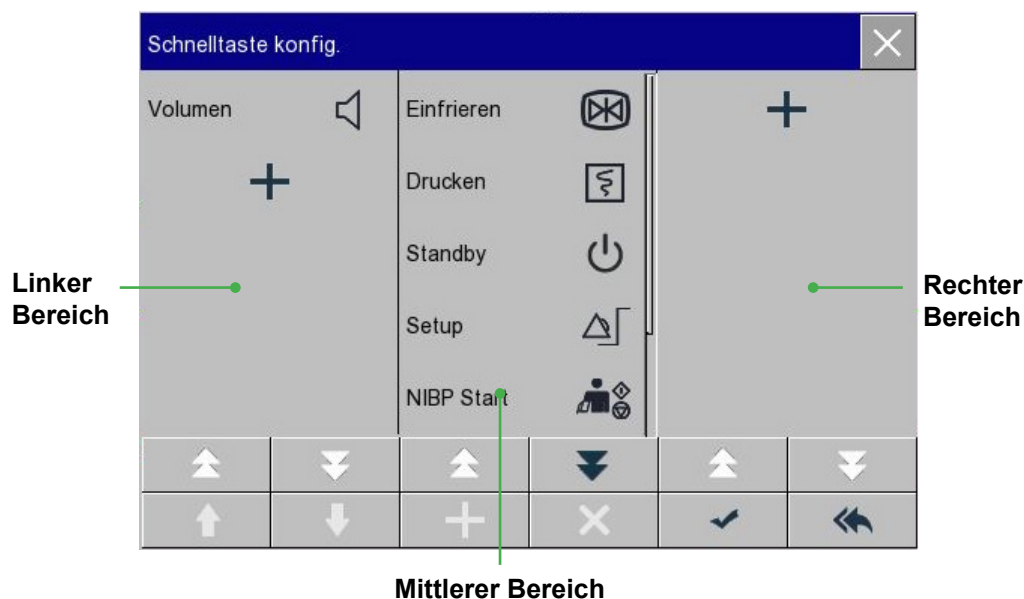 Schnelltaste konfig.
Volumen
Einfrieren
Drucken
Standby
Setup
NIBP Start
Linker
Bereich
Rechter
Bereich
Mittlerer Bereich